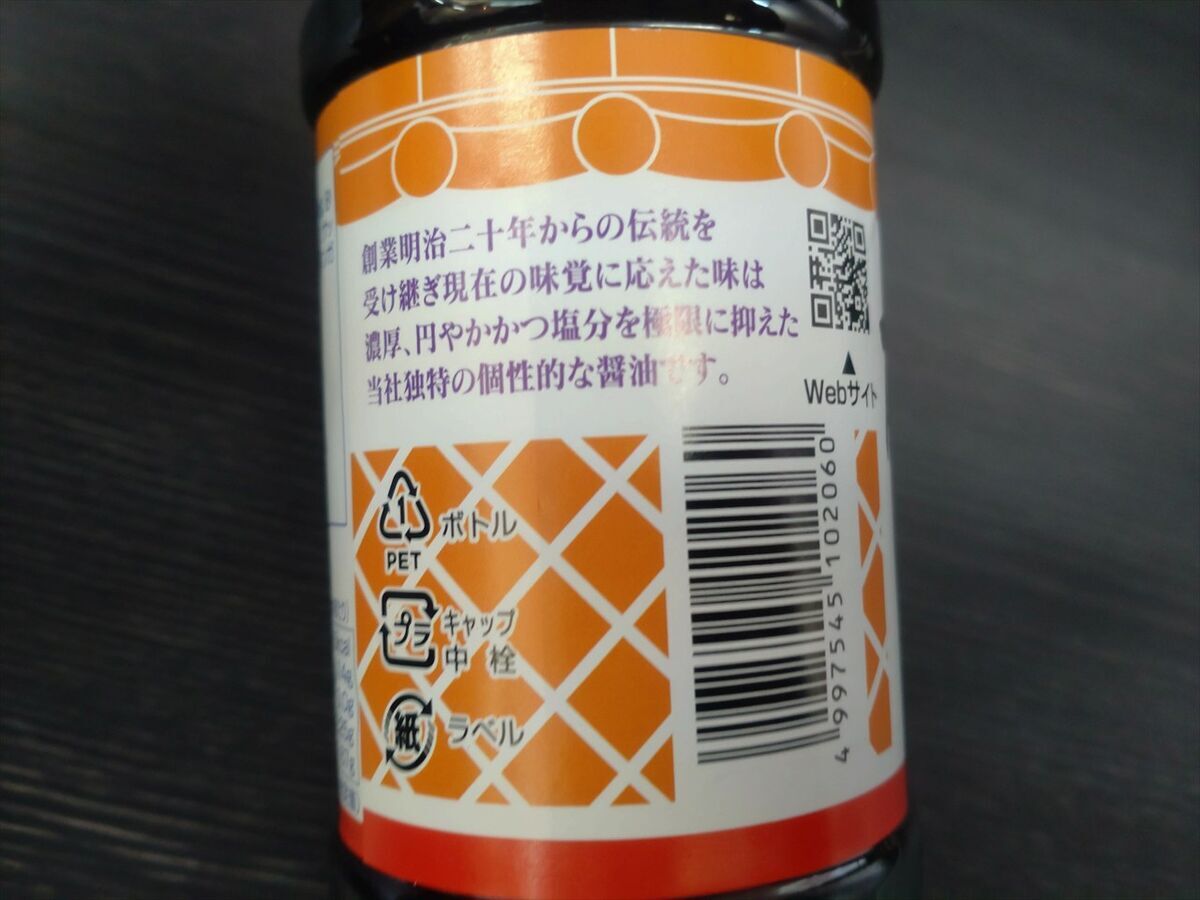 創業明治二十年からの伝統を
受け継ぎ現在の味覚に応えた味は
濃厚、円やかかつ塩分を極限に抑えた
当社独特の個性的な醤油です。
Webサイト
1
PET
ボトル
プラ
キャップ
中栓
紙
ラベル
4997545102060